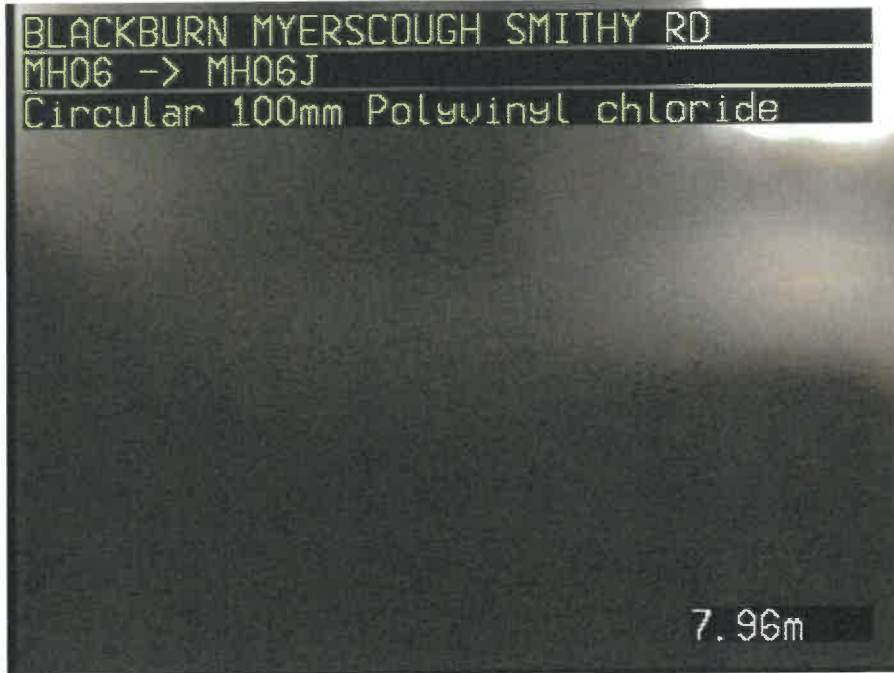 BLACKBURN MYERSCOUGH SMITHY RD
MH06 -> MH06J
Circular 100mm Polyvinyl chloride
7.96m